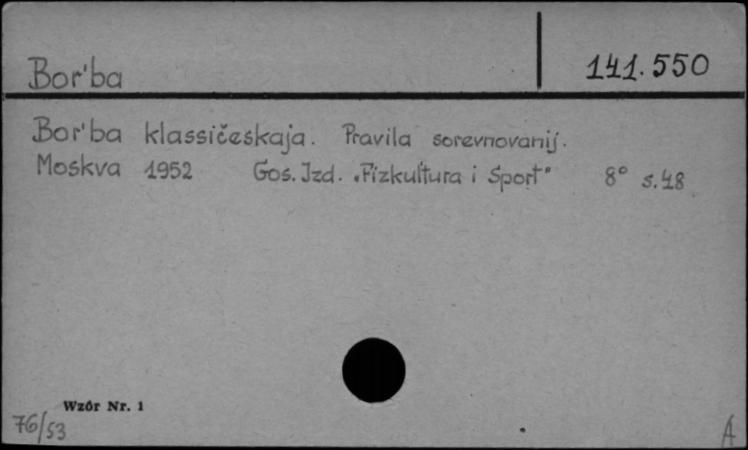 Bor'ba 141.550
Bor'ba klassičeskaja. Pravila sorevnovanij.
Moskva 1952 Gos. Izd. „Fizkul'tura i Sport" 8° s.48
Wzór Nr. 1
76/53 A